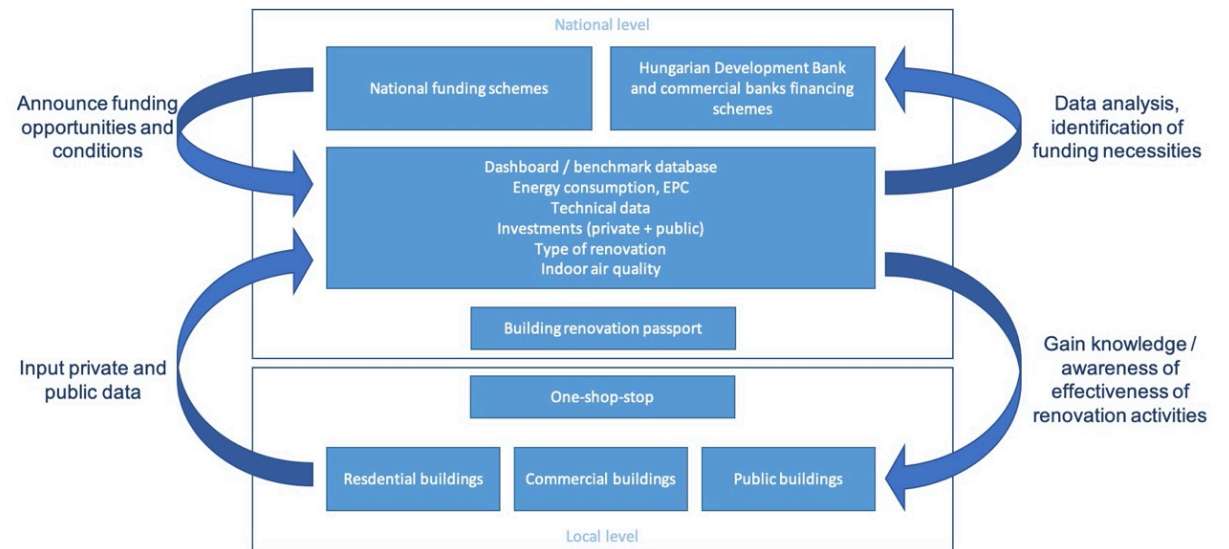 National level
National funding schemes
Hungarian Development Bank
and commercial banks financing
schemes
Announce funding
opportunities and
conditions
Data analysis,
identification of
funding necessities
Dashboard / benchmark database
Energy consumption, EPC
Technical data
Investments (private + public)
Type of renovation
Indoor air quality
Building renovation passport
Input private and
public data
Gain knowledge /
awareness of
effectiveness of
renovation activities
One-shop-stop
Resdential buildings
Commercial buildings
Public buildings
Local level